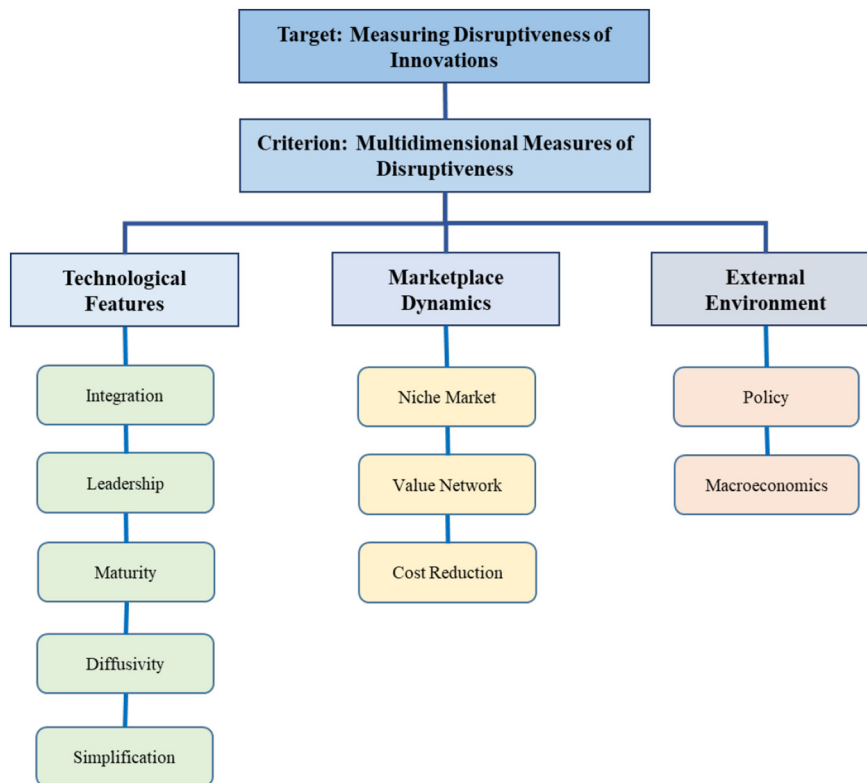 Target: Measuring Disruptiveness of
Innovations
Criterion: Multidimensional Measures of
Disruptiveness
Technological
Features
Marketplace
Dynamics
External
Environment
Integration
Leadership
Maturity
Diffusivity
Simplification
Niche Market
Value Network
Cost Reduction
Policy
Macroeconomics